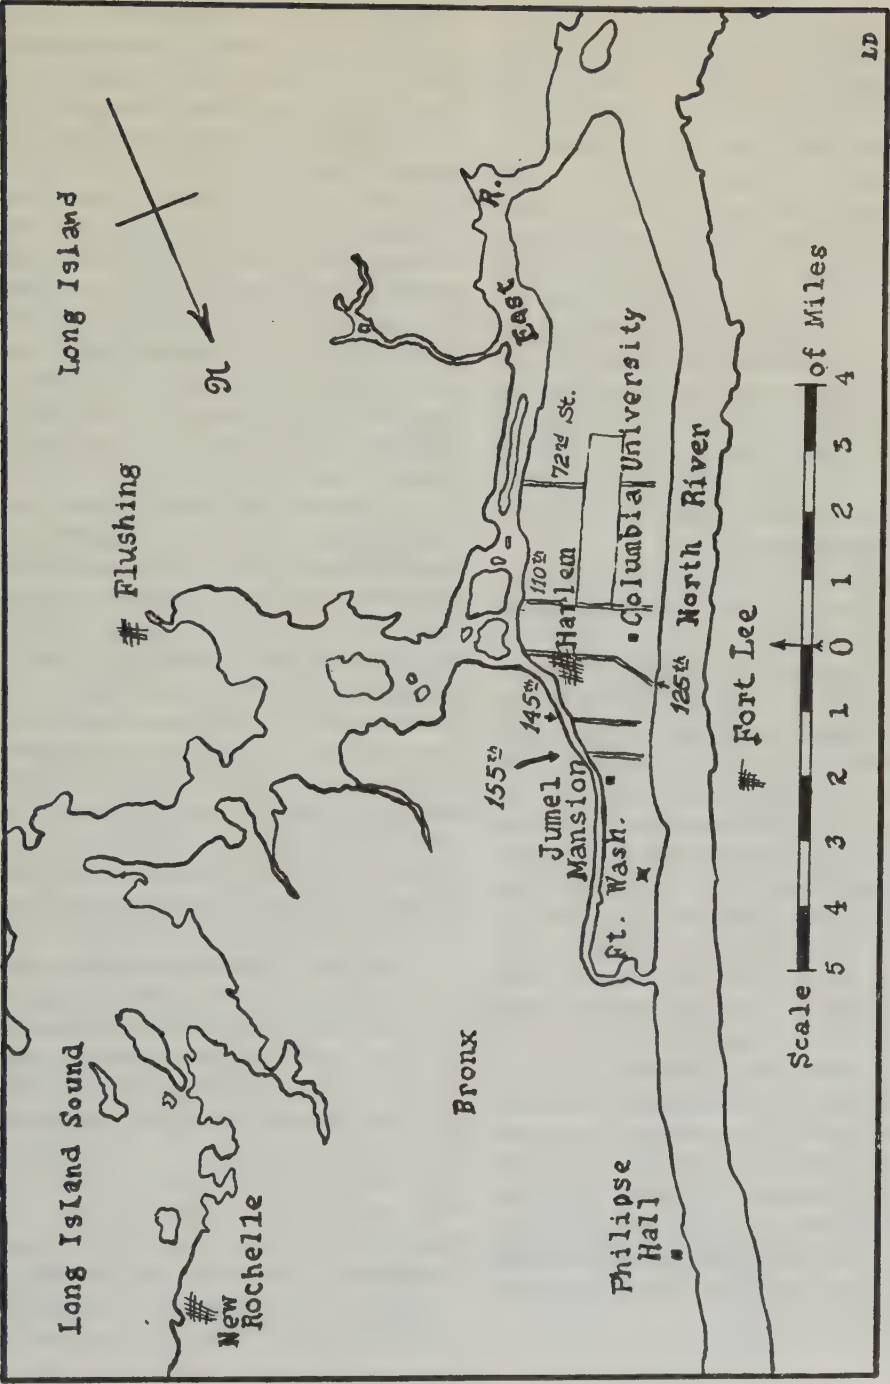 Long Island Sound
Long Island
Flushing
N
New
Rochelle
Bronx
East
R.
155th
145th
110th
72nd St.
Jumel
Mansion
Harlem
Ft. Wash.
Columbia University
Philipse
Hall
125th
North River
Fort Lee
Scale
of Miles
5 4 3 2 1 0 1 2 3 4
LD